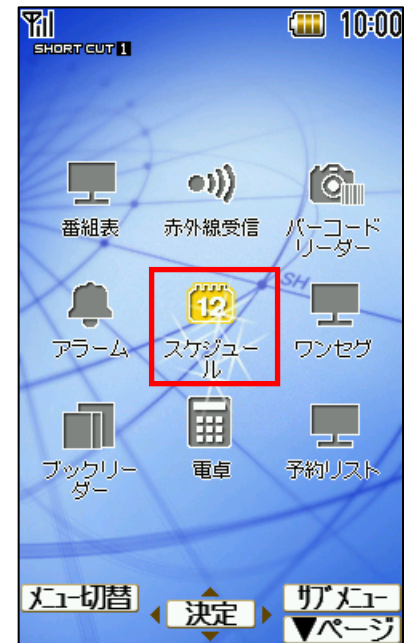 10:00
SHORT CUT 1
番組表
赤外線受信
バーコード
リーダー
12
アラーム
スケジュー
ル
ワンセグ
ブックリー
ダー
電卓
予約リスト
メニュー切替
決定
サブメニュー
▼ページ